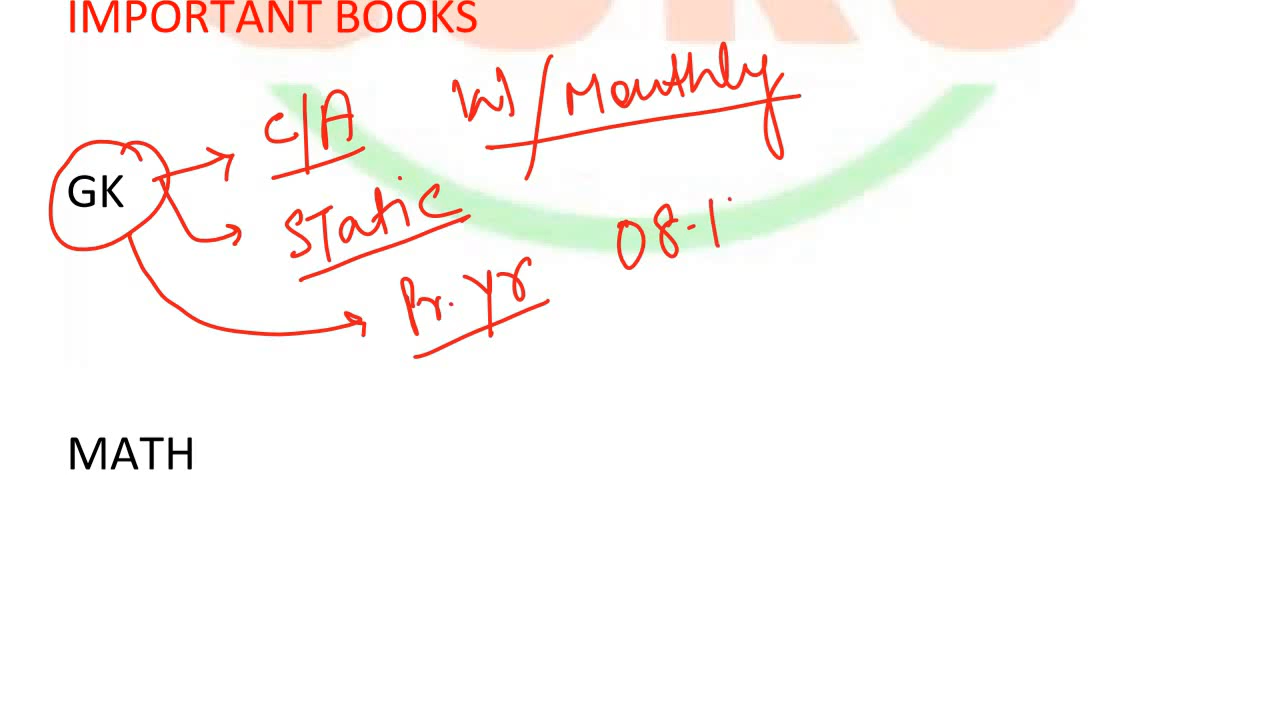 IMPORTANT BOOKS
C/A W/Monthly
GK
Static 08-1
Pr. Yr
MATH